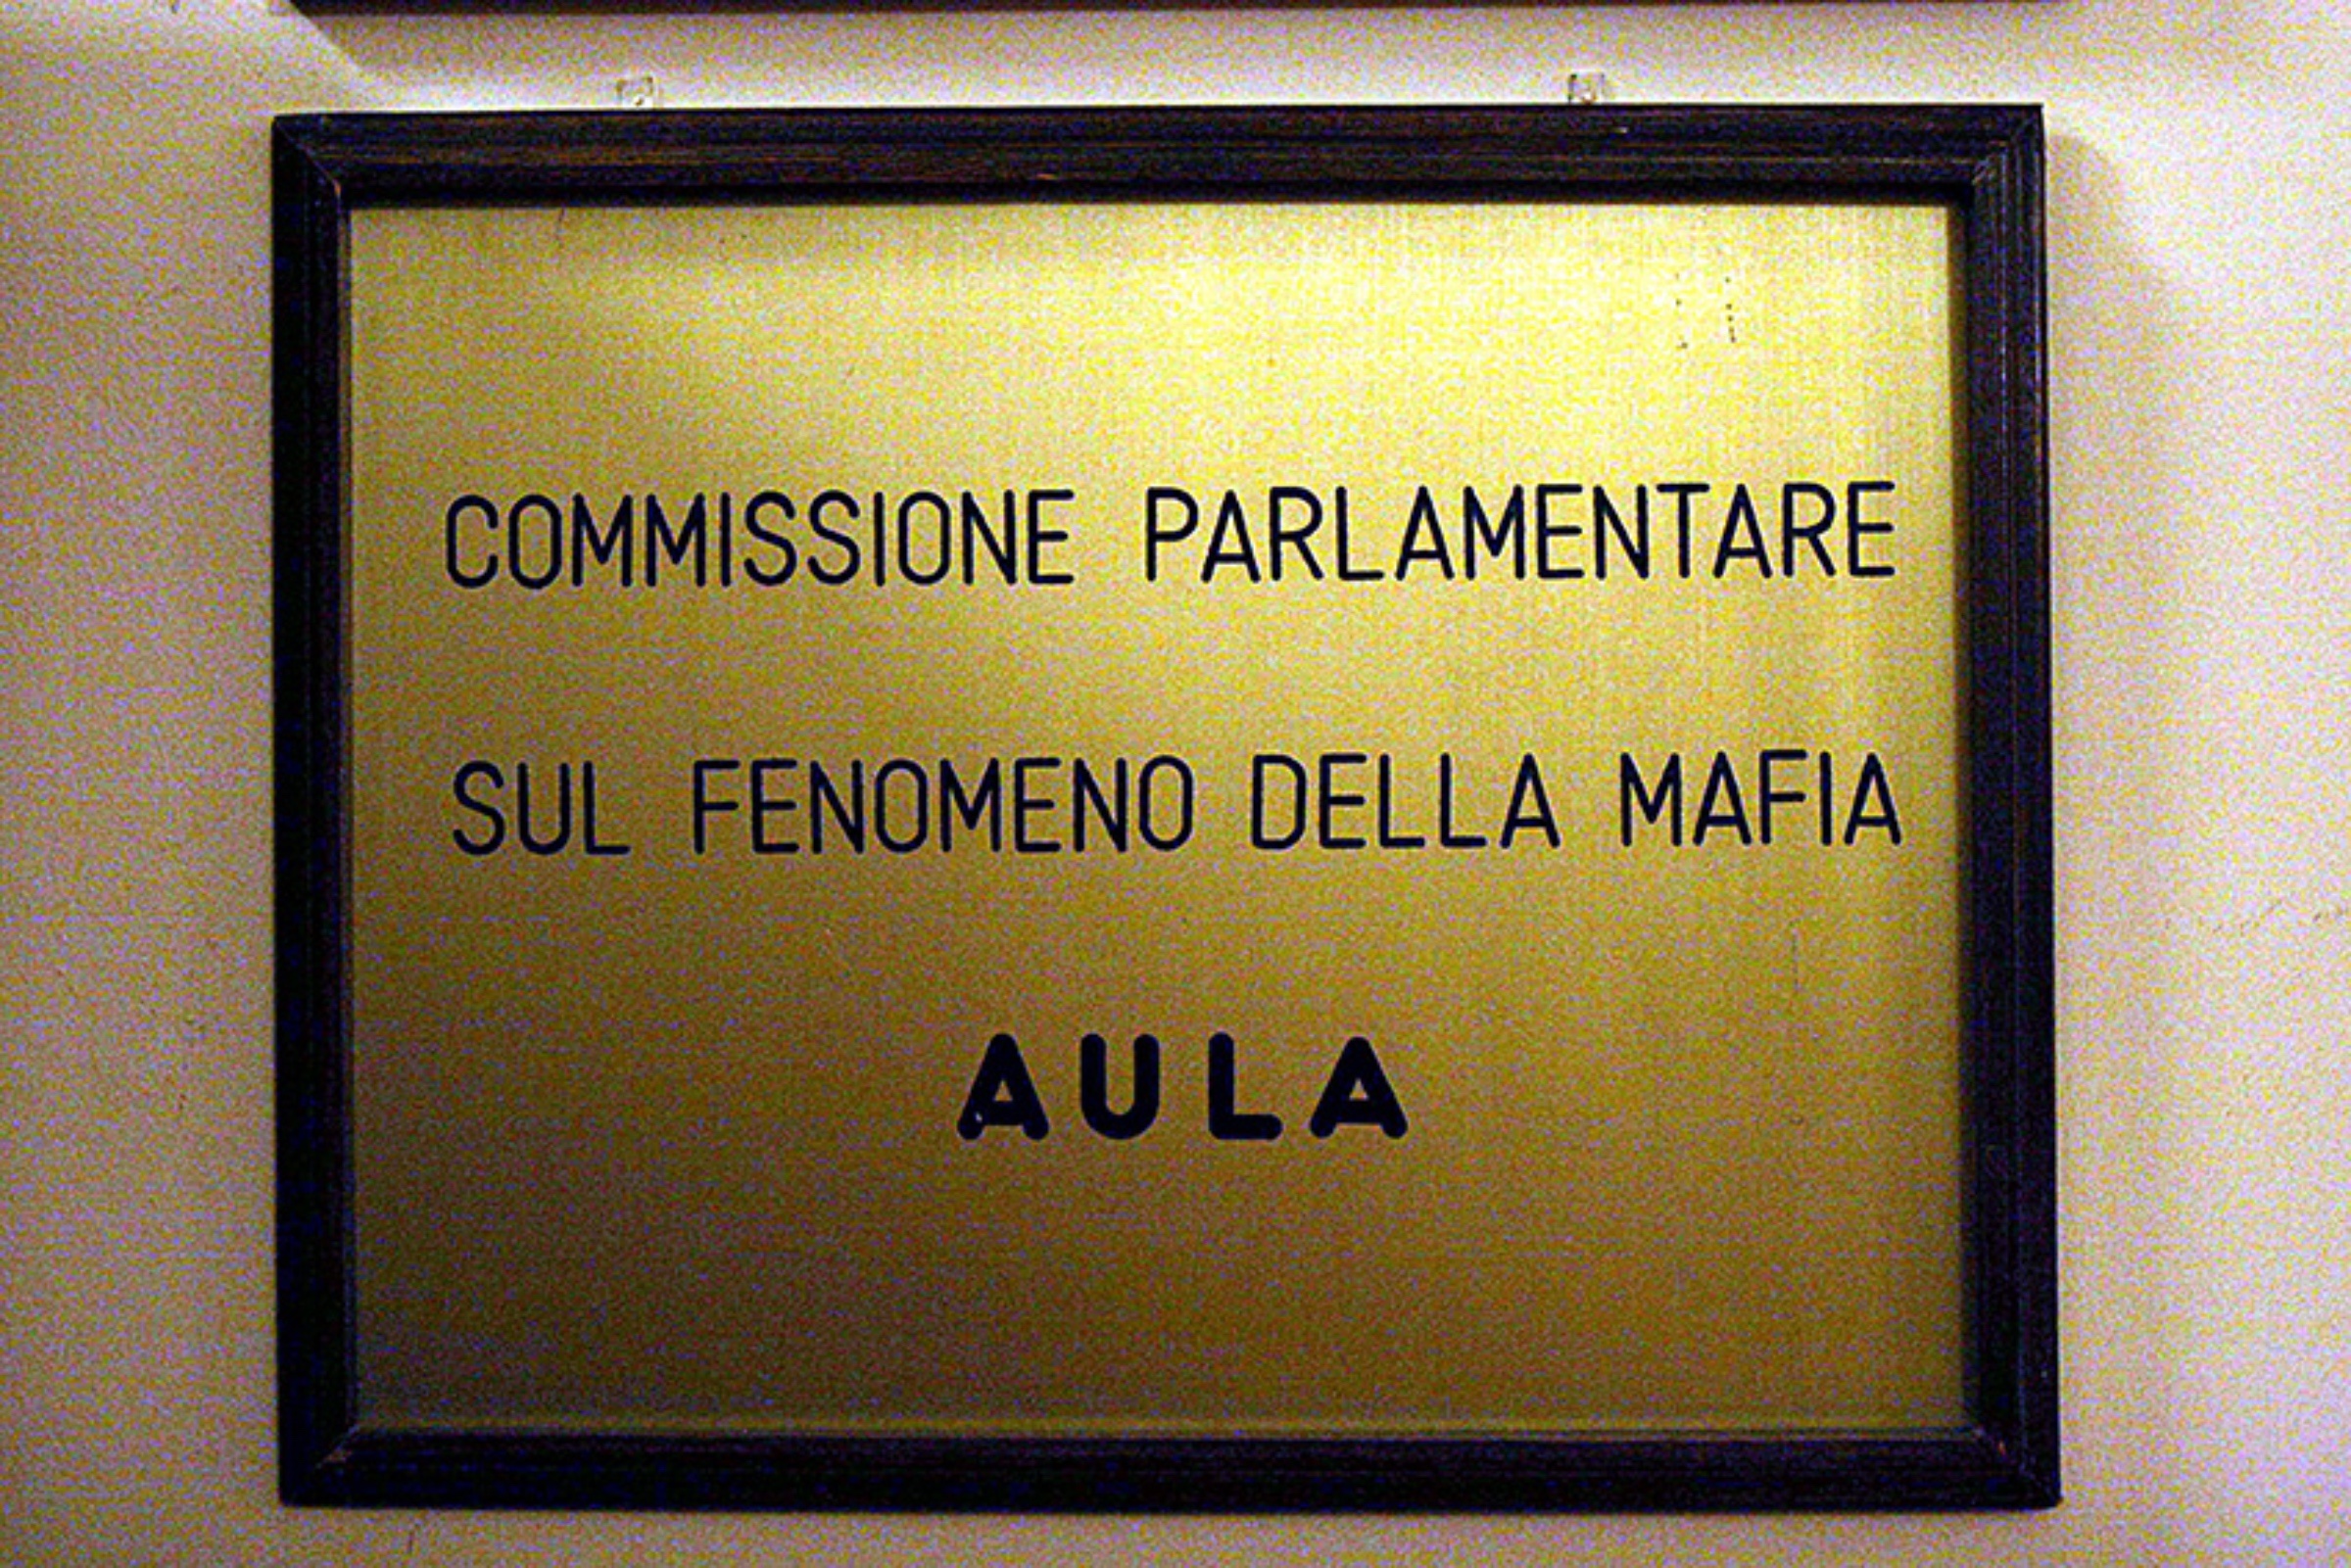 COMMISSIONE PARLAMENTARE
SUL FENOMENO DELLA MAFIA
AULA